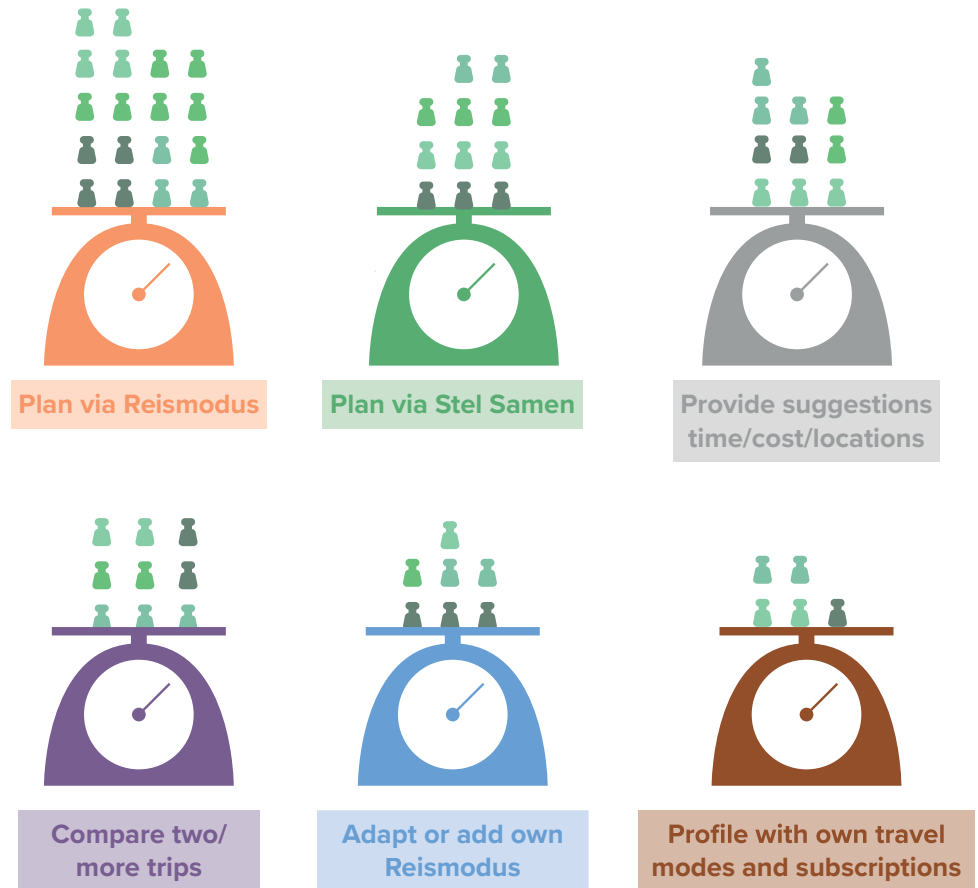 Plan via Reismodus
Plan via Stel Samen
Provide suggestions
time/cost/locations
Compare two/
more trips
Adapt or add own
Reismodus
Profile with own travel
modes and subscriptions